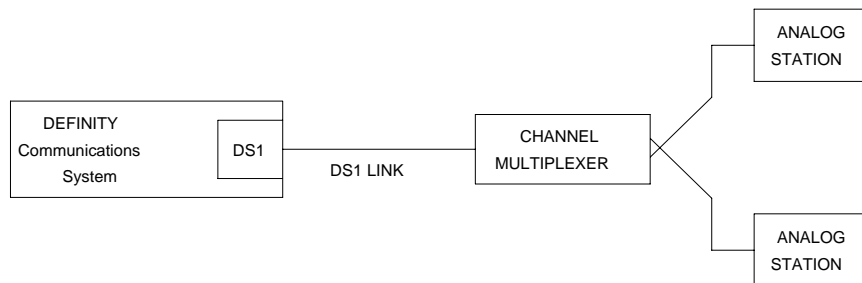 DEFINITY
Communications
System
DS1
DS1 LINK
CHANNEL
MULTIPLEXER
ANALOG
STATION
ANALOG
STATION